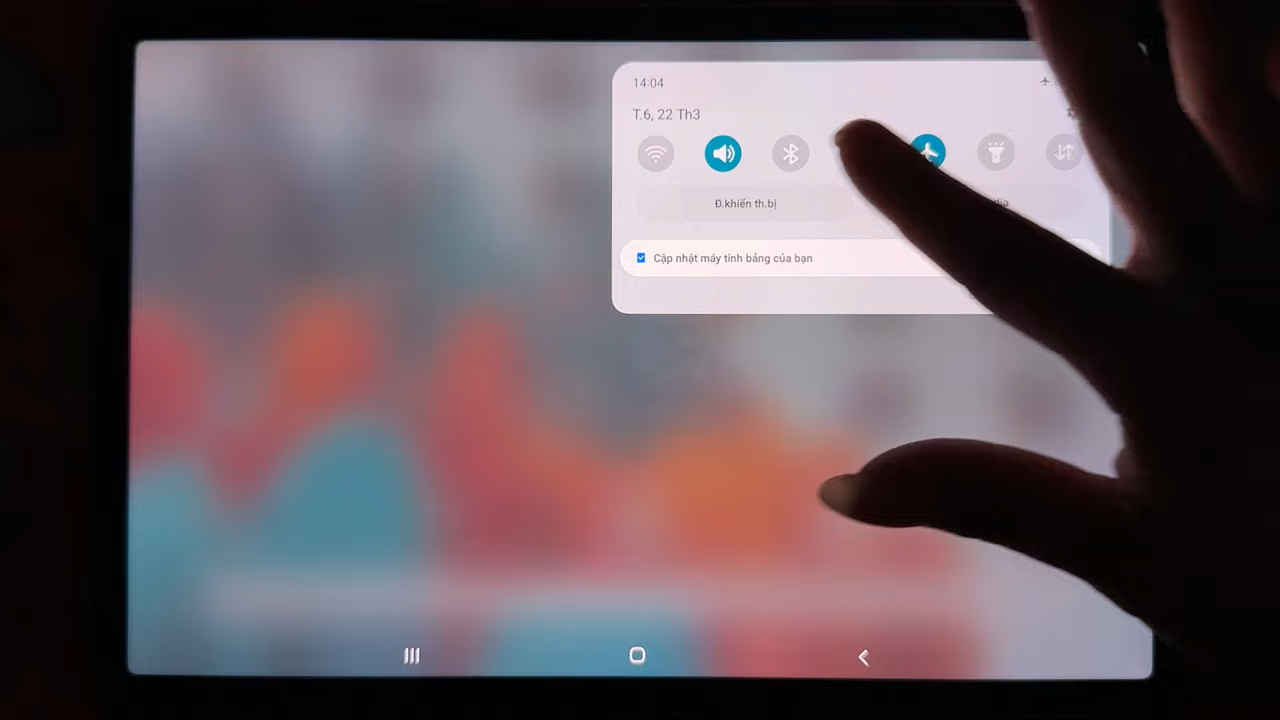 14:04
T.6, 22 Th3
Đ.khiển th.bị
Cập nhật máy tính bảng của bạn